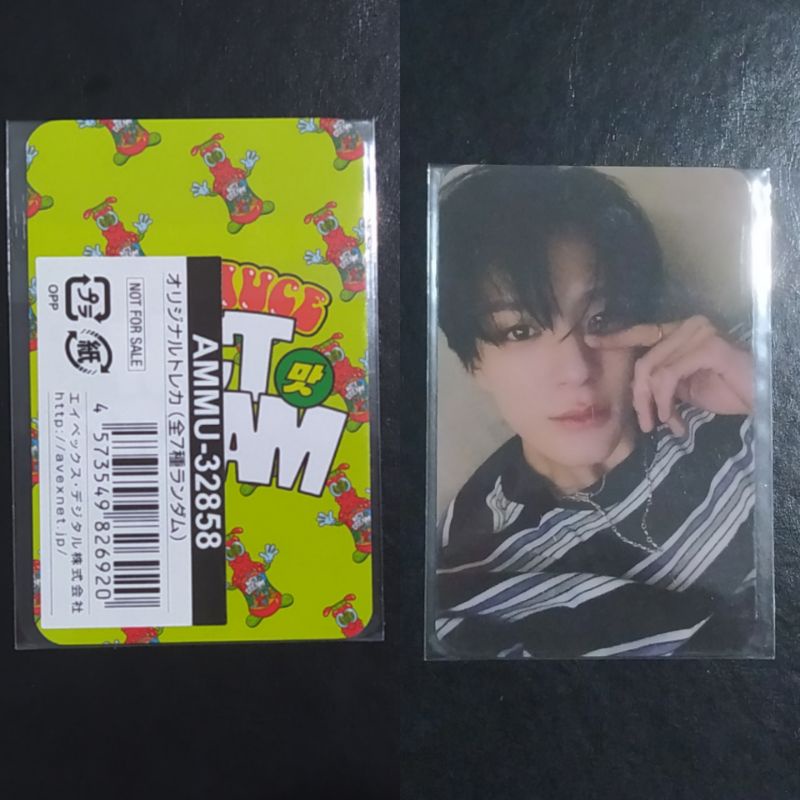 NOT FOR SALE
プラ
OPP
紙
AMMU-32858
オリジナルトレカ(全7種ランダム)
4 573549 826920
エイベックス・デジタル株式会社
http://avexnet.jp/
맛